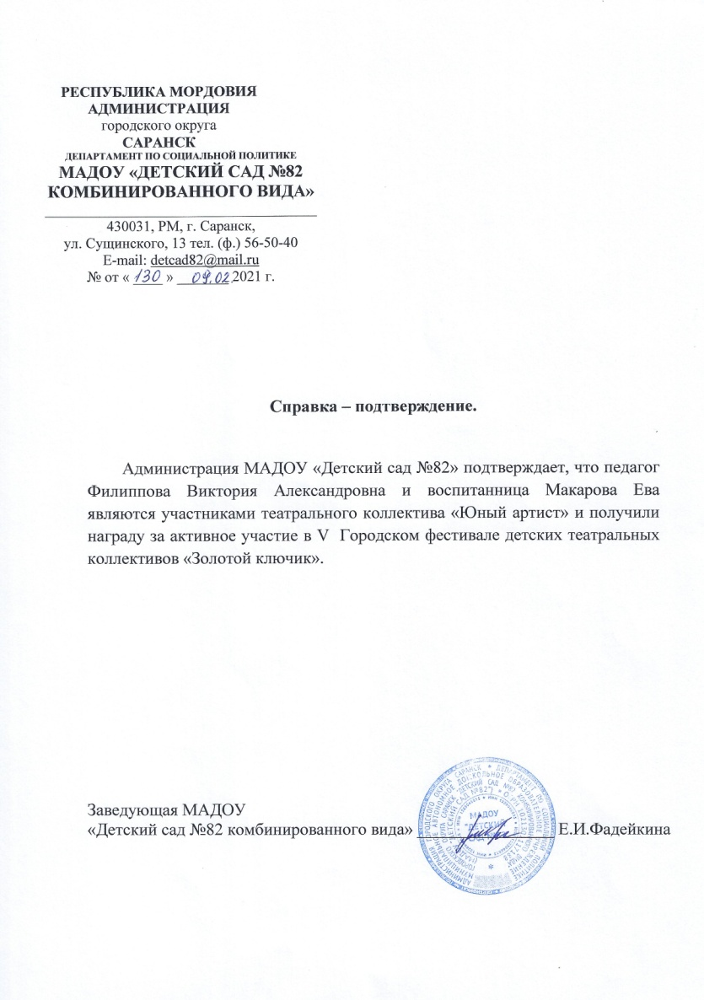 РЕСПУБЛИКА МОРДОВИЯ
АДМИНИСТРАЦИЯ
городского округа
САРАНСК
ДЕПАРТАМЕНТ ПО СОЦИАЛЬНОЙ ПОЛИТИКЕ
МАДОУ «ДЕТСКИЙ САД №82
КОМБИНИРОВАННОГО ВИДА»
430031, РМ, г. Саранск,
ул. Сущинского, 13 тел. (ф.) 56-50-40
E-mail: detcad82@mail.ru
№ от « 130 » 09.02.2021 г.
Справка – подтверждение.
Администрация МАДОУ «Детский сад №82» подтверждает, что педагог
Филиппова Виктория Александровна и воспитанница Макарова Ева
являются участниками театрального коллектива «Юный артист» и получили
награду за активное участие в V Городском фестивале детских театральных
коллективов «Золотой ключик».
Заведующая МАДОУ
«Детский сад №82 комбинированного вида» Е.И.Фадейкина
МАДОУ
"ДЕТСКИЙ